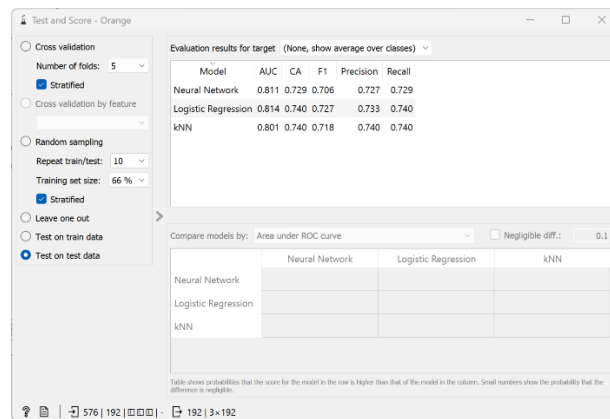 Test and Score - Orange
Cross validation
Number of folds: 5
Stratified
Cross validation by feature
Random sampling
Repeat train/test: 10
Training set size: 66 %
Stratified
Leave one out
Test on train data
Test on test data
Evaluation results for target (None, show average over classes)
Model AUC CA F1 Precision Recall
Neural Network 0.811 0.729 0.706 0.727 0.729
Logistic Regression 0.814 0.740 0.727 0.733 0.740
kNN 0.801 0.740 0.718 0.740 0.740
Compare models by: Area under ROC curve Negligible diff.: 0.1
Neural Network Logistic Regression kNN
Neural Network
Logistic Regression
kNN
Table shows probabilities that the score for the model in the row is higher than that of the model in the column. Small numbers show the probability that the
difference is negligible.
? 576 | 192 | - 192 | 3×192